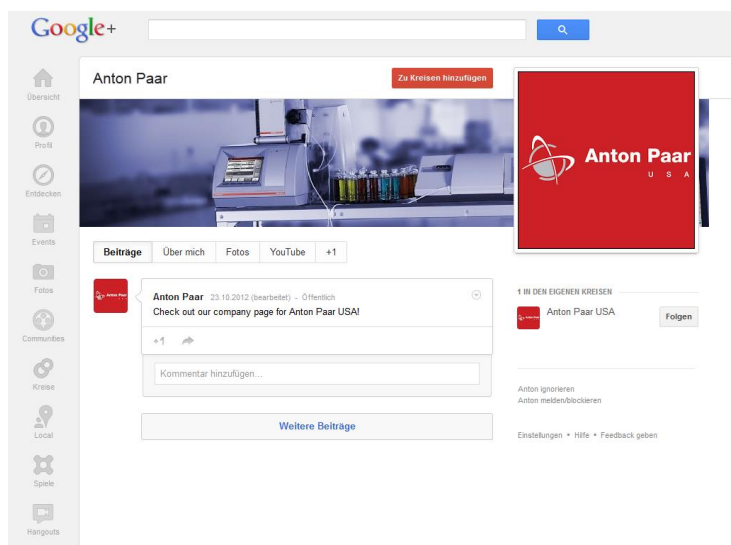 Google+
Anton Paar
Zu Kreisen hinzufügen
Anton Paar
USA
Übersicht
Profil
Entdecken
Events
Fotos
Communities
Kreise
Local
Spiele
Hangouts
Beiträge Über mich Fotos YouTube +1
Anton Paar 23.10.2012 (bearbeitet) - Öffentlich
Check out our company page for Anton Paar USA!
+1
Kommentar hinzufügen...
Weitere Beiträge
1 IN DEN EIGENEN KREISEN
Anton Paar USA
Folgen
Anton ignorieren
Anton melden/blockieren
Einstellungen • Hilfe • Feedback geben